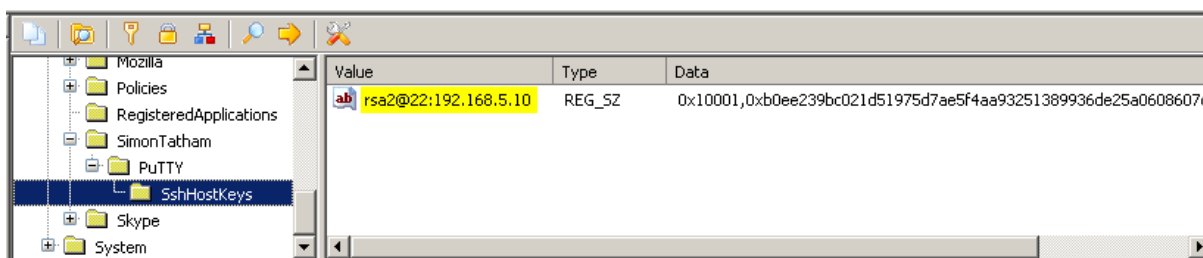 Mozilla
Policies
RegisteredApplications
SimonTatham
PuTTY
SshHostKeys
Skype
System
Value Type Data
ab rsa2@22:192.168.5.10 REG_SZ 0x10001,0xb0ee239bc021d51975d7ae5f4aa93251389936de25a0608607